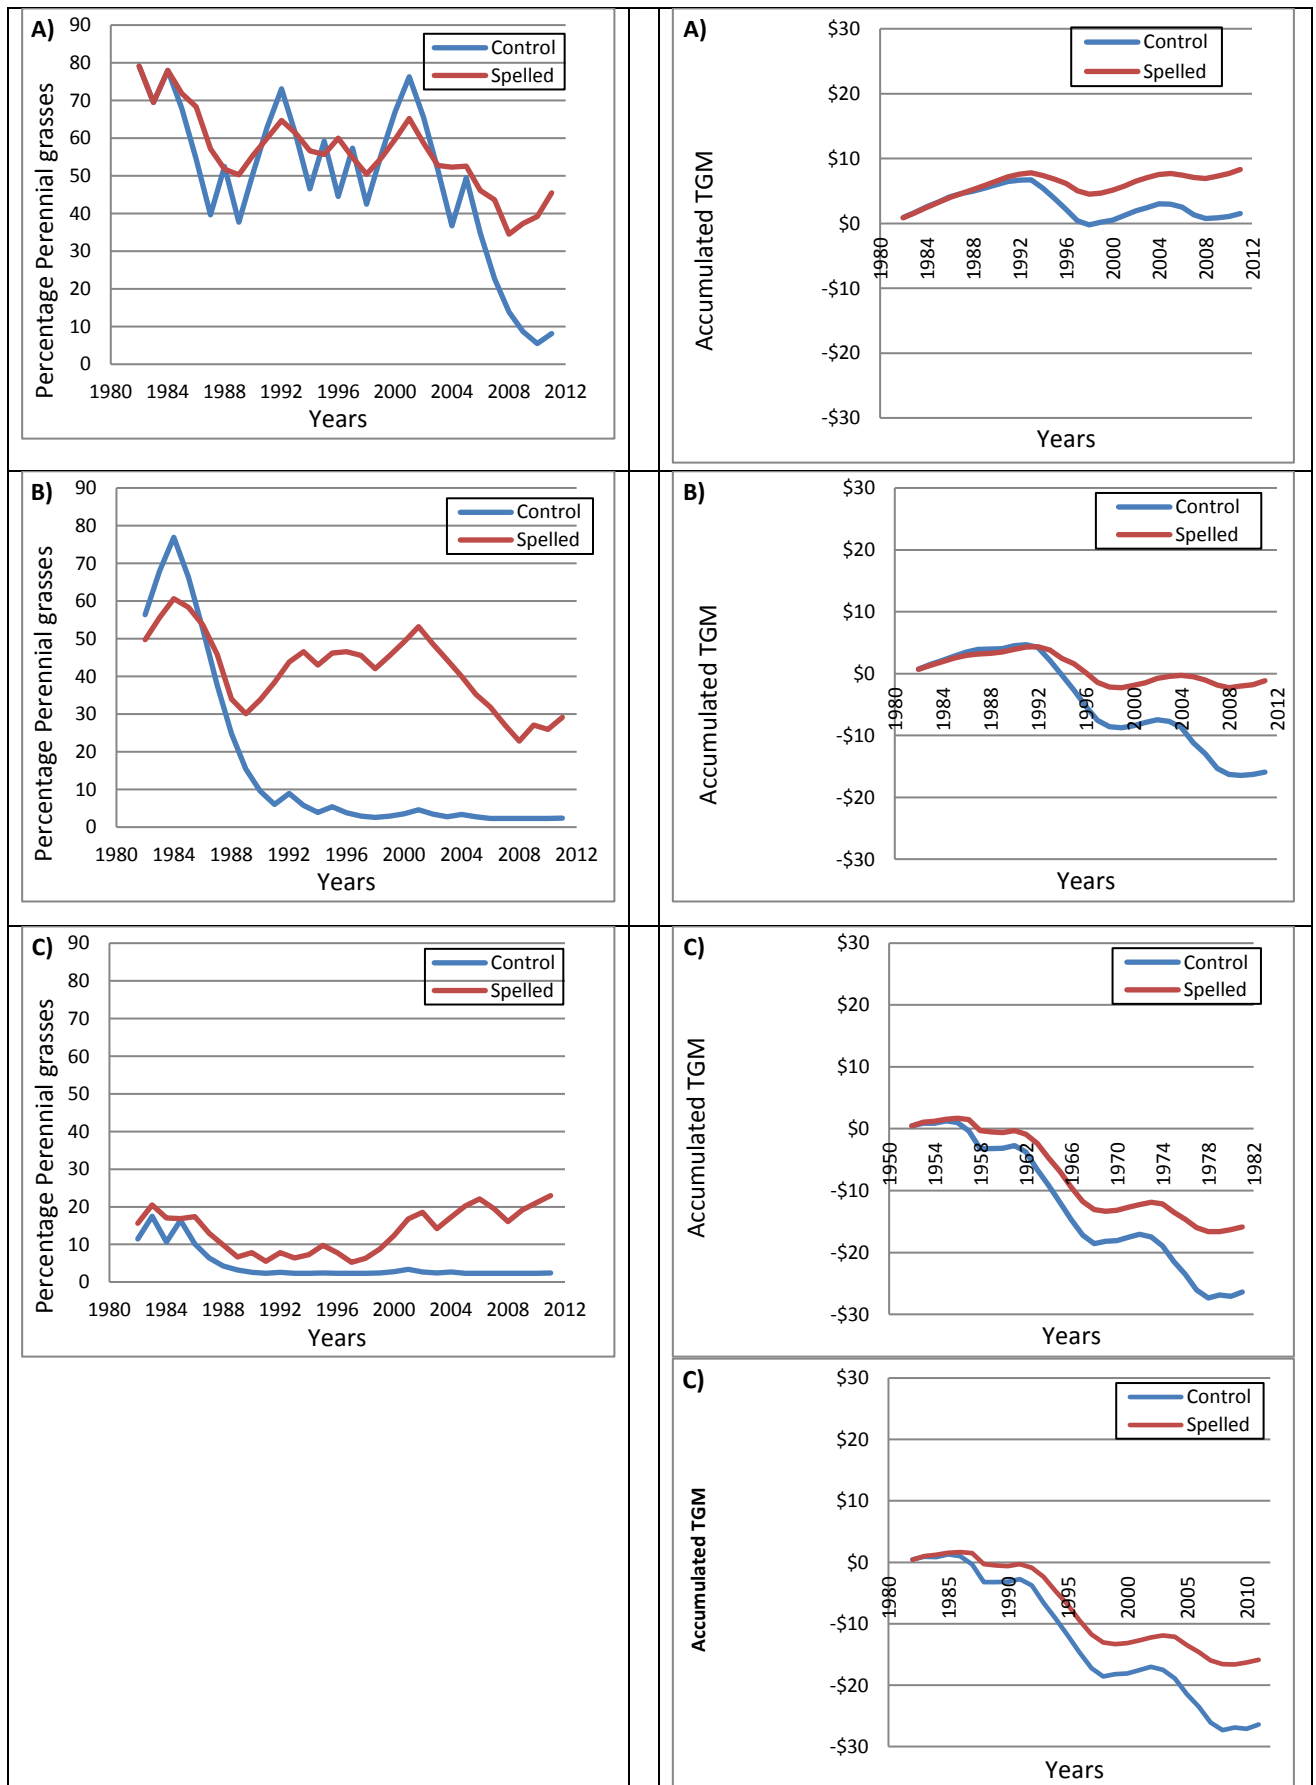 A)
90
80
70
60
50
40
30
20
10
0
Percentage Perennial grasses
Control
Spelled
1980 1984 1988 1992 1996 2000 2004 2008 2012
Years
A)
$30
$20
$10
$0
-$10
-$20
-$30
Accumulated TGM
Control
Spelled
1980 1984 1988 1992 1996 2000 2004 2008 2012
Years
B)
90
80
70
60
50
40
30
20
10
0
Percentage Perennial grasses
Control
Spelled
1980 1984 1988 1992 1996 2000 2004 2008 2012
Years
B)
$30
$20
$10
$0
-$10
-$20
-$30
Accumulated TGM
Control
Spelled
1980 1984 1988 1992 1996 2000 2004 2008 2012
Years
C)
90
80
70
60
50
40
30
20
10
0
Percentage Perennial grasses
Control
Spelled
1980 1984 1988 1992 1996 2000 2004 2008 2012
Years
C)
$30
$20
$10
$0
-$10
-$20
-$30
Accumulated TGM
Control
Spelled
1950 1954 1958 1962 1966 1970 1974 1978 1982
Years
C)
$30
$20
$10
$0
-$10
-$20
-$30
Accumulated TGM
Control
Spelled
1980 1985 1990 1995 2000 2005 2010
Years